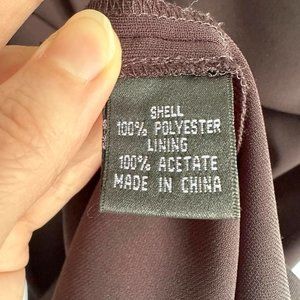 SHELL
100% POLYESTER
LINING
100% ACETATE
MADE IN CHINA